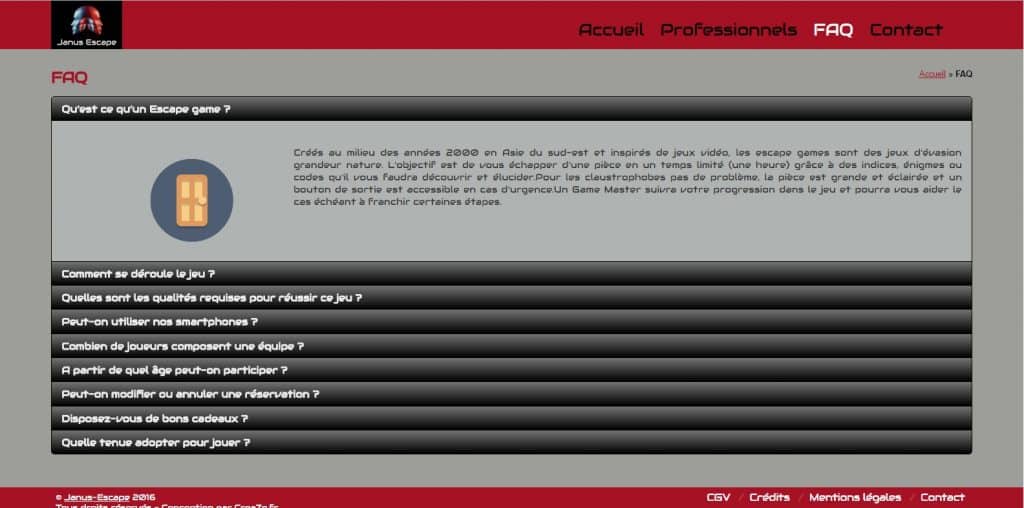 Janus Escape
Accueil Professionnels FAQ Contact
FAQ
Accueil » FAQ
Qu'est ce qu'un Escape game ?
Créés au milieu des années 2000 en Asie du sud-est et inspirés de jeux vidéo, les escape games sont des jeux d'évasion
grandeur nature. L'objectif est de vous échapper d'une pièce en un temps limité (une heure) grâce à des indices, énigmes ou
codes qu'il vous faudra découvrir et élucider.Pour les claustrophobes pas de problème, la pièce est grande et éclairée et un
bouton de sortie est accessible en cas d'urgence.Un Game Master suivra votre progression dans le jeu et pourra vous aider le
cas échéant à franchir certaines étapes.
Comment se déroule le jeu ?
Quelles sont les qualités requises pour réussir ce jeu ?
Peut-on utiliser nos smartphones ?
Combien de joueurs composent une équipe ?
A partir de quel âge peut-on participer ?
Peut-on modifier ou annuler une réservation ?
Disposez-vous de bons cadeaux ?
Quelle tenue adopter pour jouer ?
© Janus-Escape 2016
CGV / Crédits / Mentions légales / Contact
Tous droits réservés - Conception par